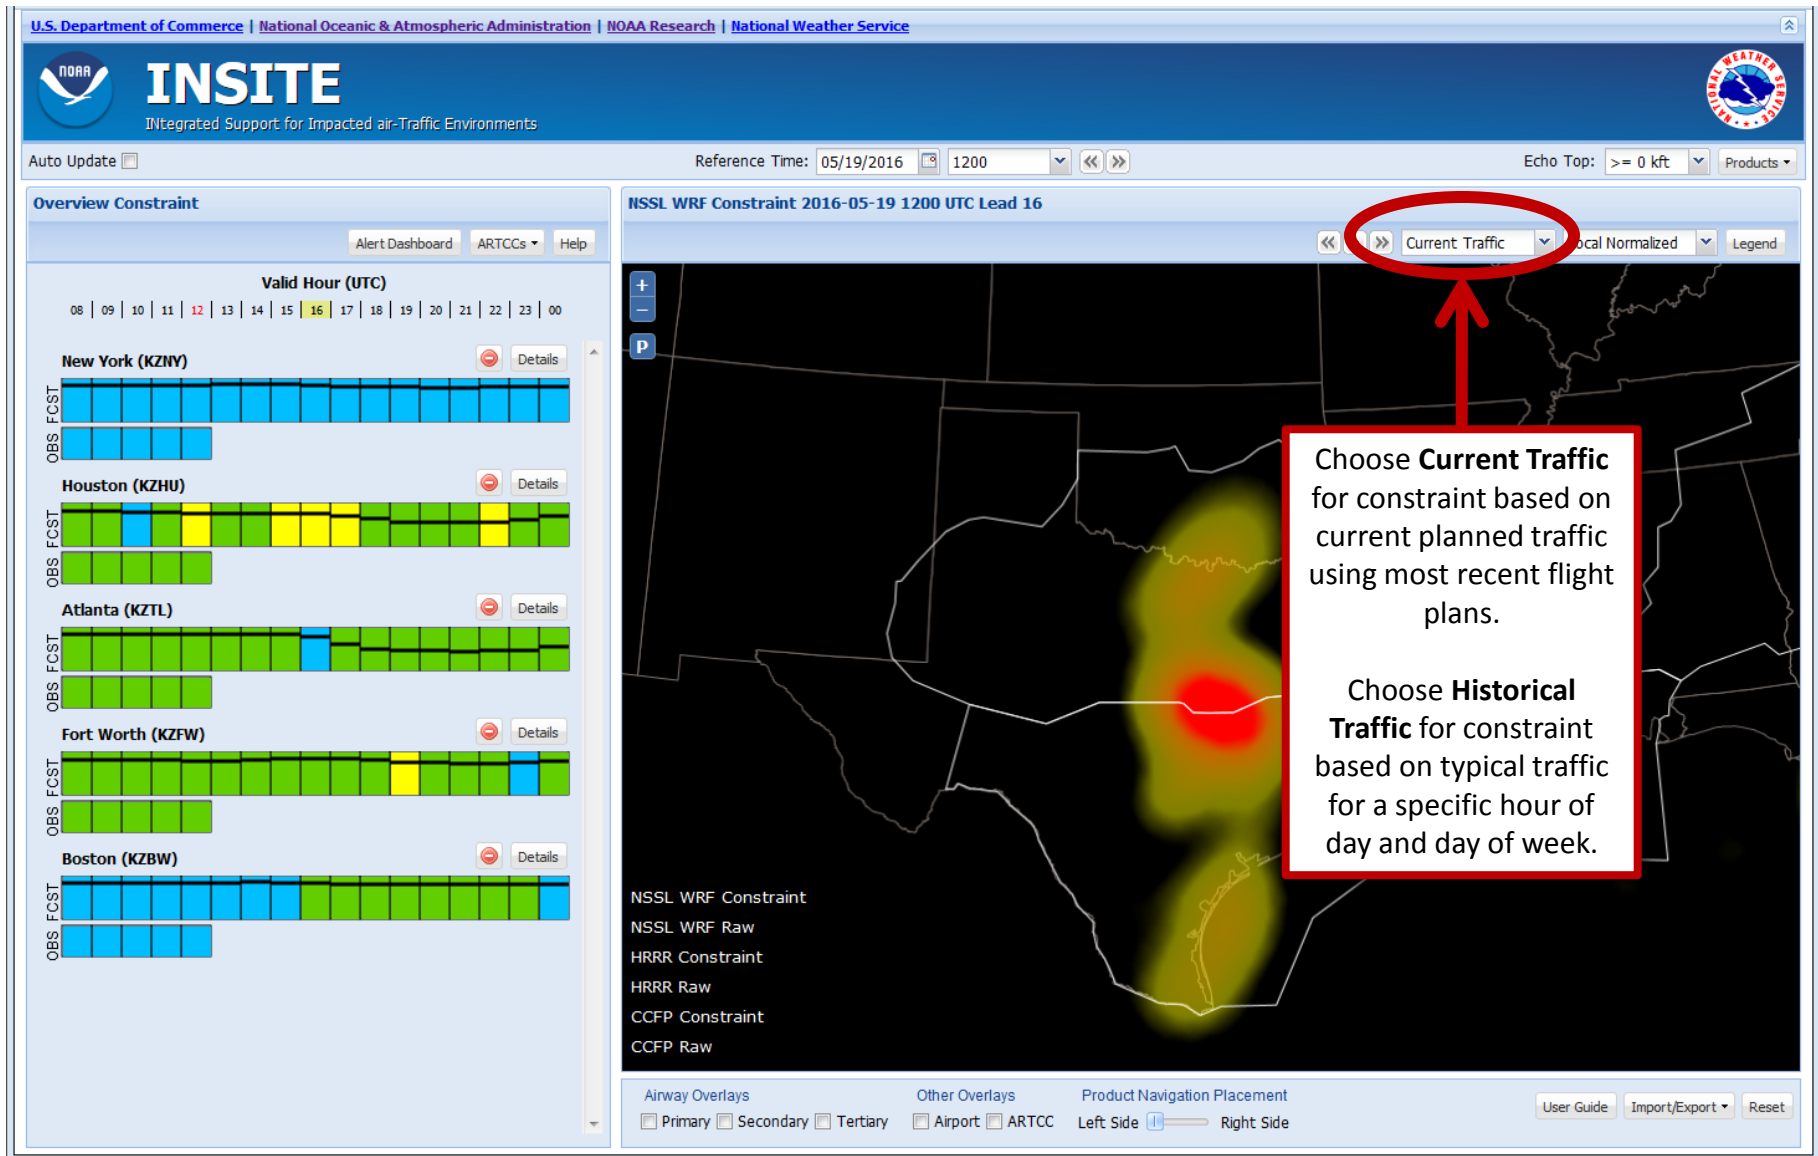 U.S. Department of Commerce | National Oceanic & Atmospheric Administration | NOAA Research | National Weather Service
NOAA
INSITE
INtegrated Support for Impacted air-Traffic Environments
NATIONAL WEATHER SERVICE
Auto Update
Reference Time: 05/19/2016 1200
Echo Top: >= 0 kft Products
Overview Constraint
Alert Dashboard ARTCCs Help
Valid Hour (UTC)
08 | 09 | 10 | 11 | 12 | 13 | 14 | 15 | 16 | 17 | 18 | 19 | 20 | 21 | 22 | 23 | 00
New York (KZNY) Details
FCST
OBS
Houston (KZHU) Details
FCST
OBS
Atlanta (KZTL) Details
FCST
OBS
Fort Worth (KZFW) Details
FCST
OBS
Boston (KZBW) Details
FCST
OBS
NSSL WRF Constraint 2016-05-19 1200 UTC Lead 16
Current Traffic ocal Normalized Legend
+
−
P
Choose Current Traffic
for constraint based on
current planned traffic
using most recent flight
plans.
Choose Historical
Traffic for constraint
based on typical traffic
for a specific hour of
day and day of week.
NSSL WRF Constraint
NSSL WRF Raw
HRRR Constraint
HRRR Raw
CCFP Constraint
CCFP Raw
Airway Overlays Other Overlays Product Navigation Placement
Primary Secondary Tertiary Airport ARTCC Left Side Right Side
User Guide Import/Export Reset